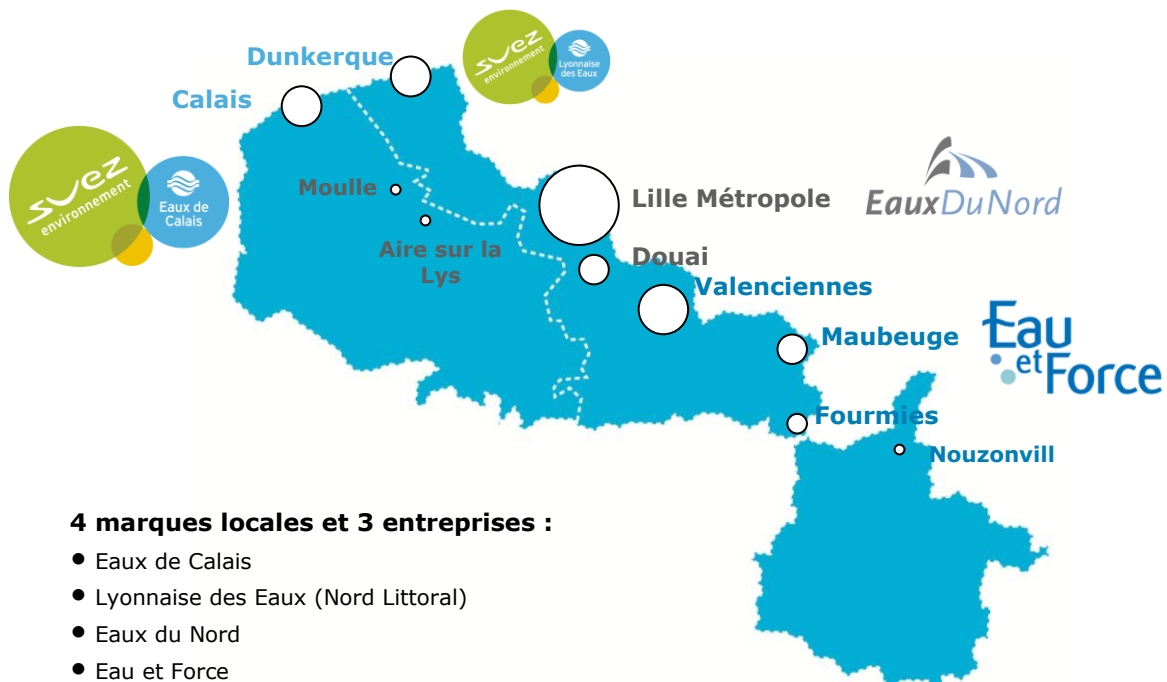 Dunkerque
suez
environnement
Lyonnaise
des Eaux
Calais
suez
environnement
Eaux de
Calais
Moulle
Aire sur la
Lys
Lille Métropole
EauxDuNord
Douai
Valenciennes
Maubeuge
Eau
et Force
Fourmies
Nouzonvill
4 marques locales et 3 entreprises :
• Eaux de Calais
• Lyonnaise des Eaux (Nord Littoral)
• Eaux du Nord
• Eau et Force